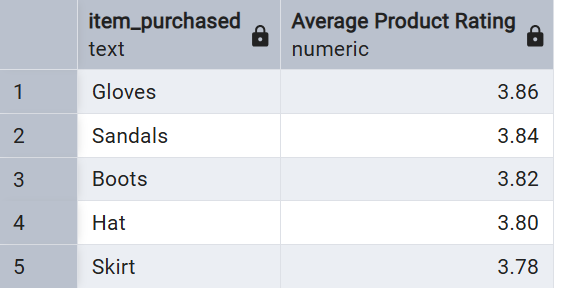 item_purchased Average Product Rating
text numeric
1 Gloves 3.86
2 Sandals 3.84
3 Boots 3.82
4 Hat 3.80
5 Skirt 3.78